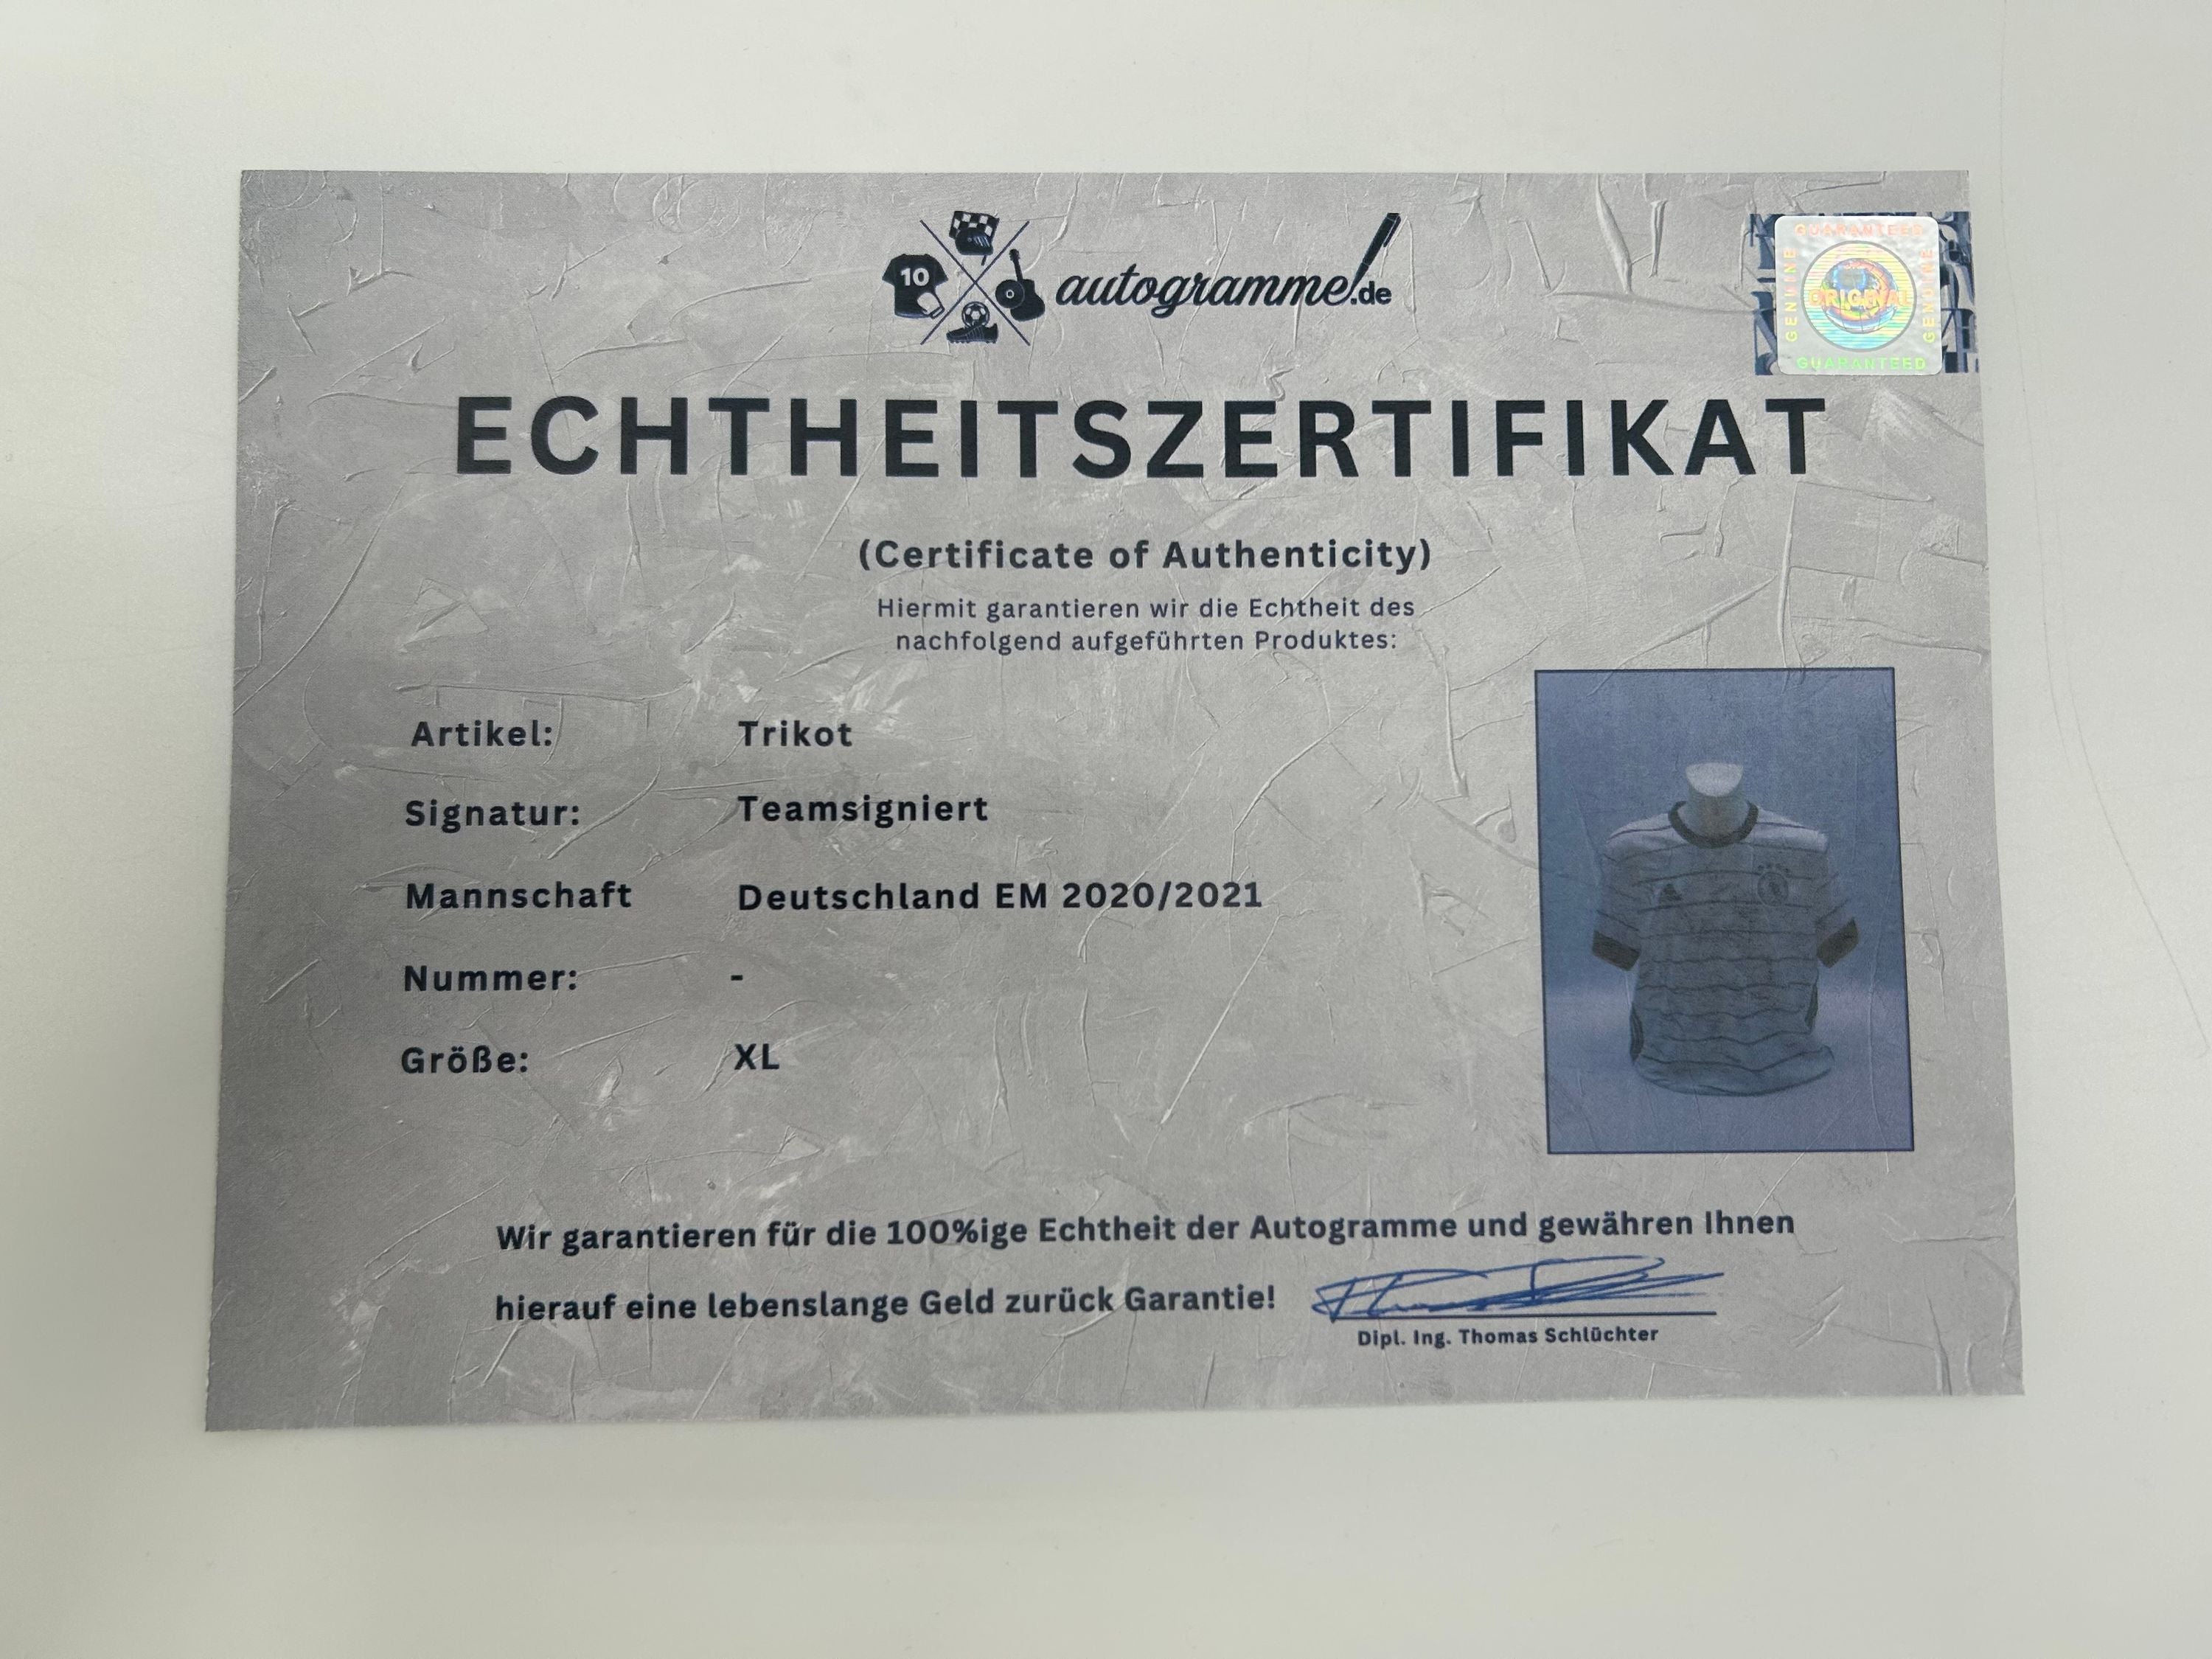 10
autogramme.de
GUARANTEED
GENUINE
ORIGINAL
GENUINE
GUARANTEED
ECHTHEITSZERTIFIKAT
(Certificate of Authenticity)
Hiermit garantieren wir die Echtheit des
nachfolgend aufgeführten Produktes:
Artikel: Trikot
Signatur: Teamsigniert
Mannschaft Deutschland EM 2020/2021
Nummer: -
Größe: XL
Wir garantieren für die 100%ige Echtheit der Autogramme und gewähren Ihnen
hierauf eine lebenslange Geld zurück Garantie!
Dipl. Ing. Thomas Schlüchter